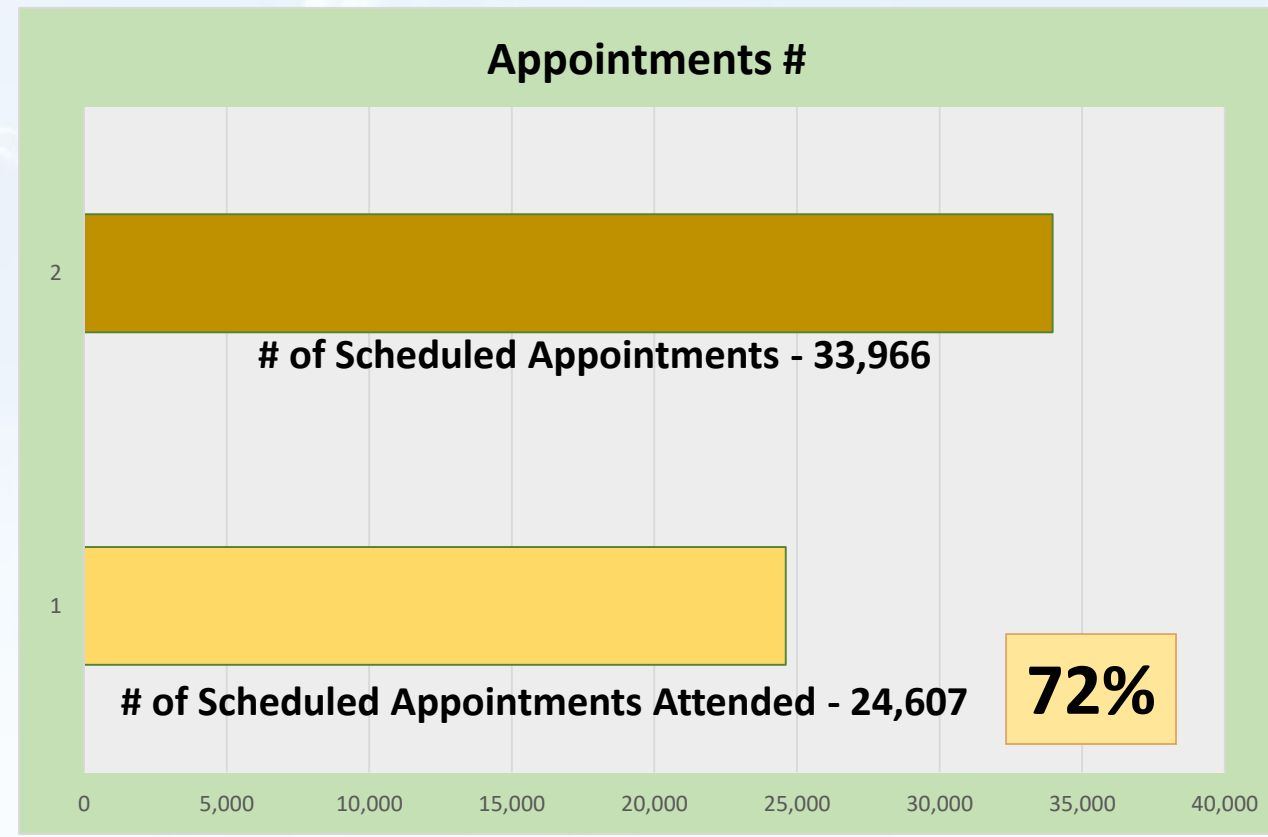 Appointments #
2
# of Scheduled Appointments - 33,966
1
# of Scheduled Appointments Attended - 24,607
72%
0 5,000 10,000 15,000 20,000 25,000 30,000 35,000 40,000